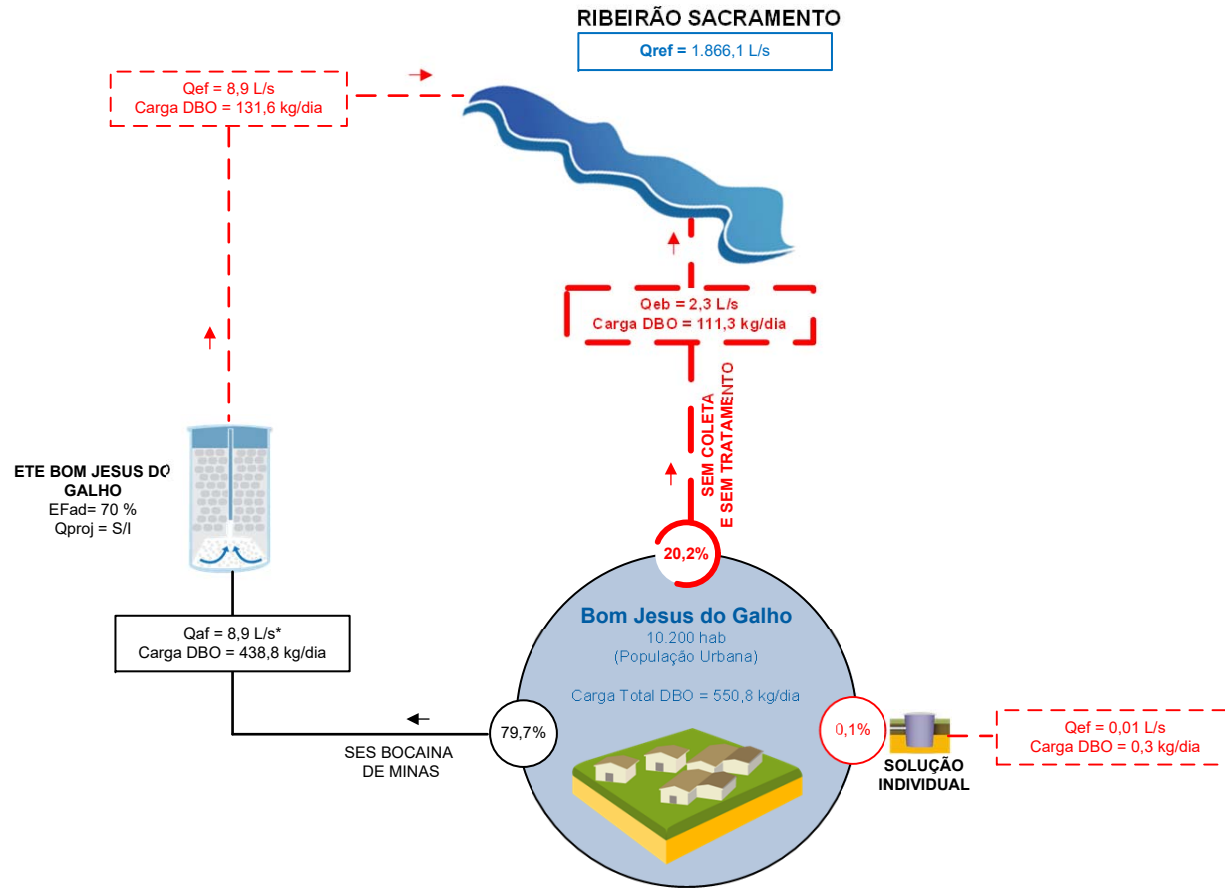 RIBEIRÃO SACRAMENTO
Qref = 1.866,1 L/s
Qef = 8,9 L/s
Carga DBO = 131,6 kg/dia
Qeb = 2,3 L/s
Carga DBO = 111,3 kg/dia
SEM COLETA
E SEM TRATAMENTO
ETE BOM JESUS DO
GALHO
EFad= 70 %
Qproj = S/I
20,2%
Qaf = 8,9 L/s*
Carga DBO = 438,8 kg/dia
Bom Jesus do Galho
10.200 hab
(População Urbana)
Carga Total DBO = 550,8 kg/dia
79,7%
SES BOCAINA
DE MINAS
0,1%
SOLUÇÃO
INDIVIDUAL
Qef = 0,01 L/s
Carga DBO = 0,3 kg/dia